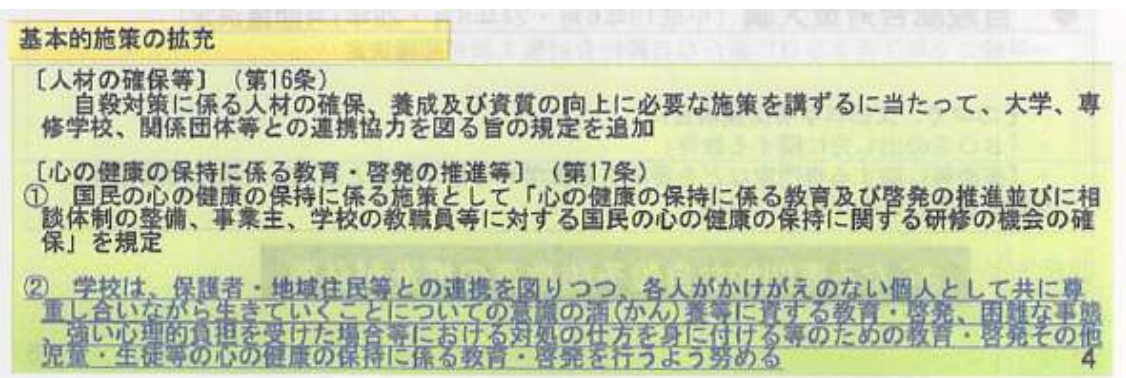 基本的施策の拡充
〔人材の確保等〕（第16条）
自殺対策に係る人材の確保、養成及び資質の向上に必要な施策を講ずるに当たって、大学、専
修学校、関係団体等との連携協力を図る旨の規定を追加
〔心の健康の保持に係る教育・啓発の推進等〕（第17条）
①　国民の心の健康の保持に係る施策として「心の健康の保持に係る教育及び啓発の推進並びに相
談体制の整備、事業主、学校の教職員等に対する国民の心の健康の保持に関する研修の機会の確
保」を規定
②　学校は、保護者・地域住民等との連携を図りつつ、各人がかけがえのない個人として共に尊
重し合いながら生きていくことについての意識の涵(かん)養等に資する教育・啓発、困難な事態
、強い心理的負担を受けた場合等における対処の仕方を身に付ける等のための教育・啓発その他
児童・生徒等の心の健康の保持に係る教育・啓発を行うよう努める
4